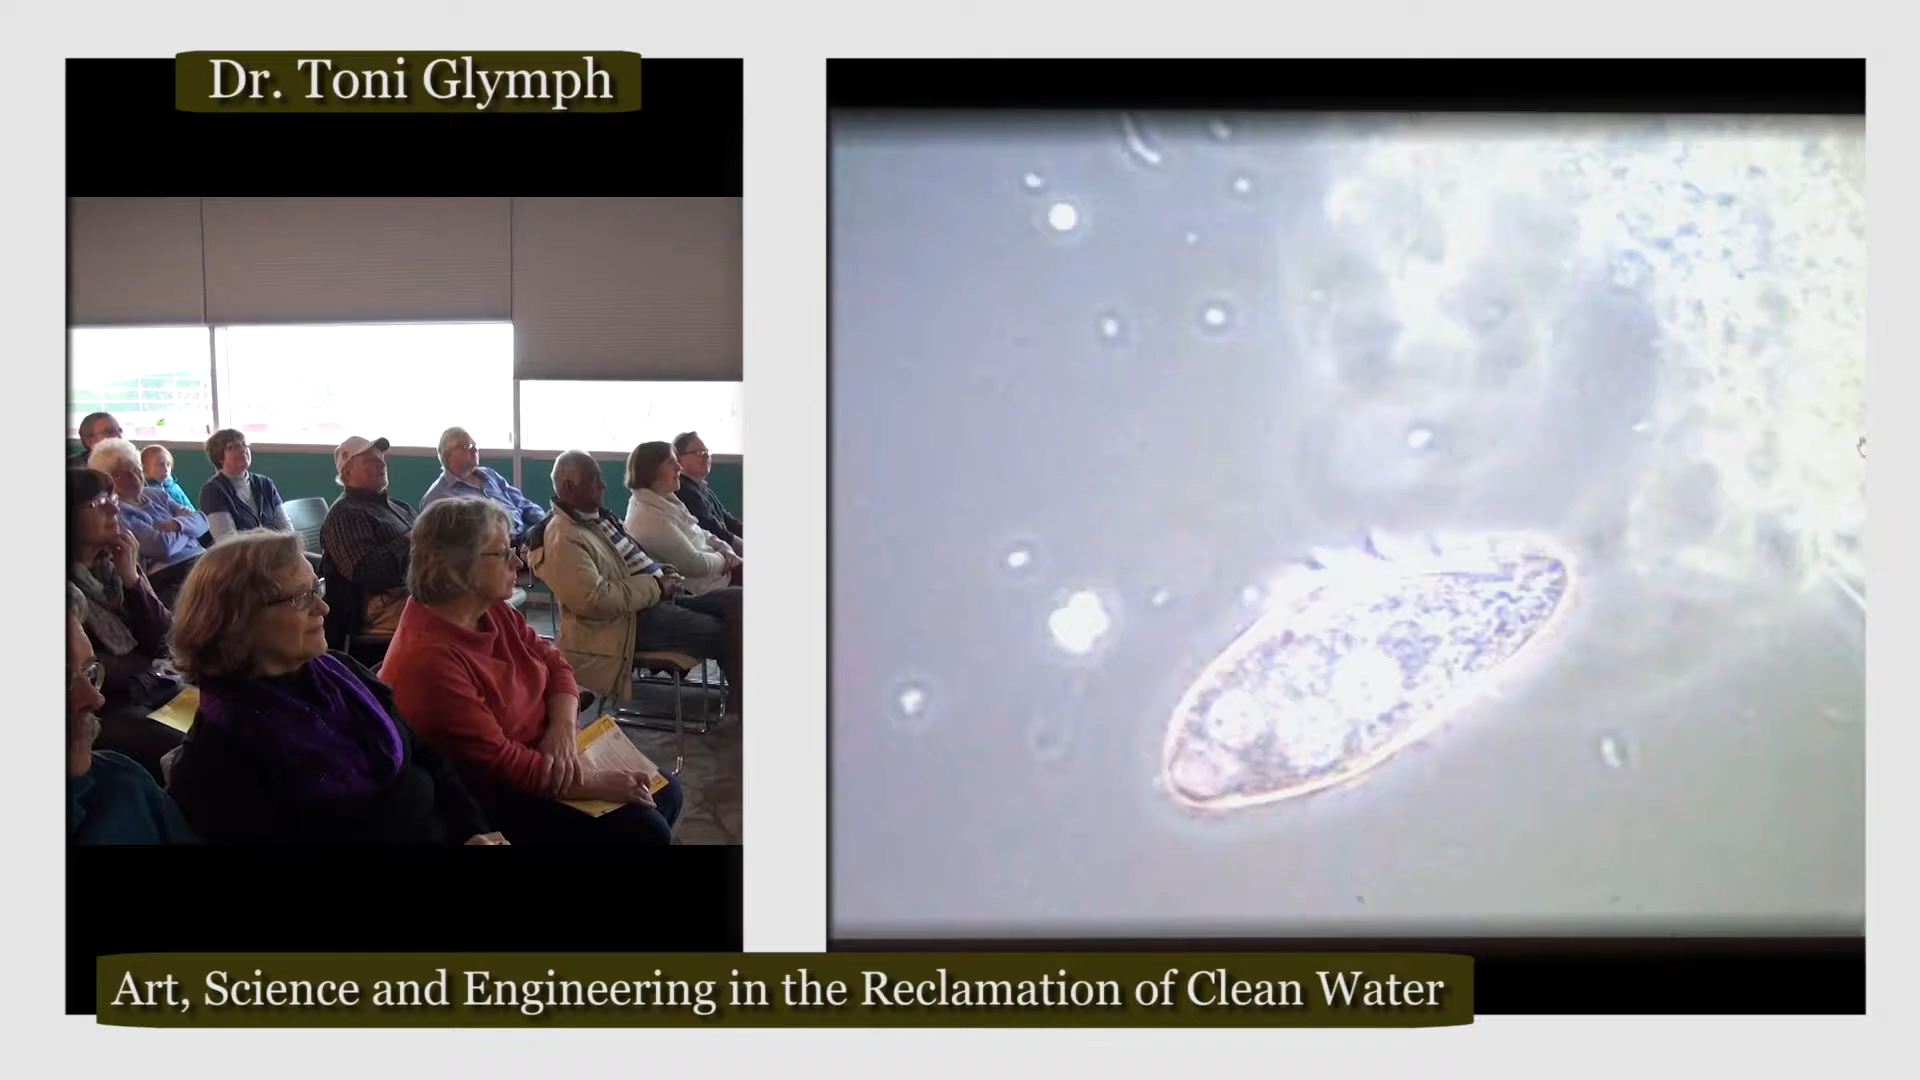 Dr. Toni Glymph
Art, Science and Engineering in the Reclamation of Clean Water